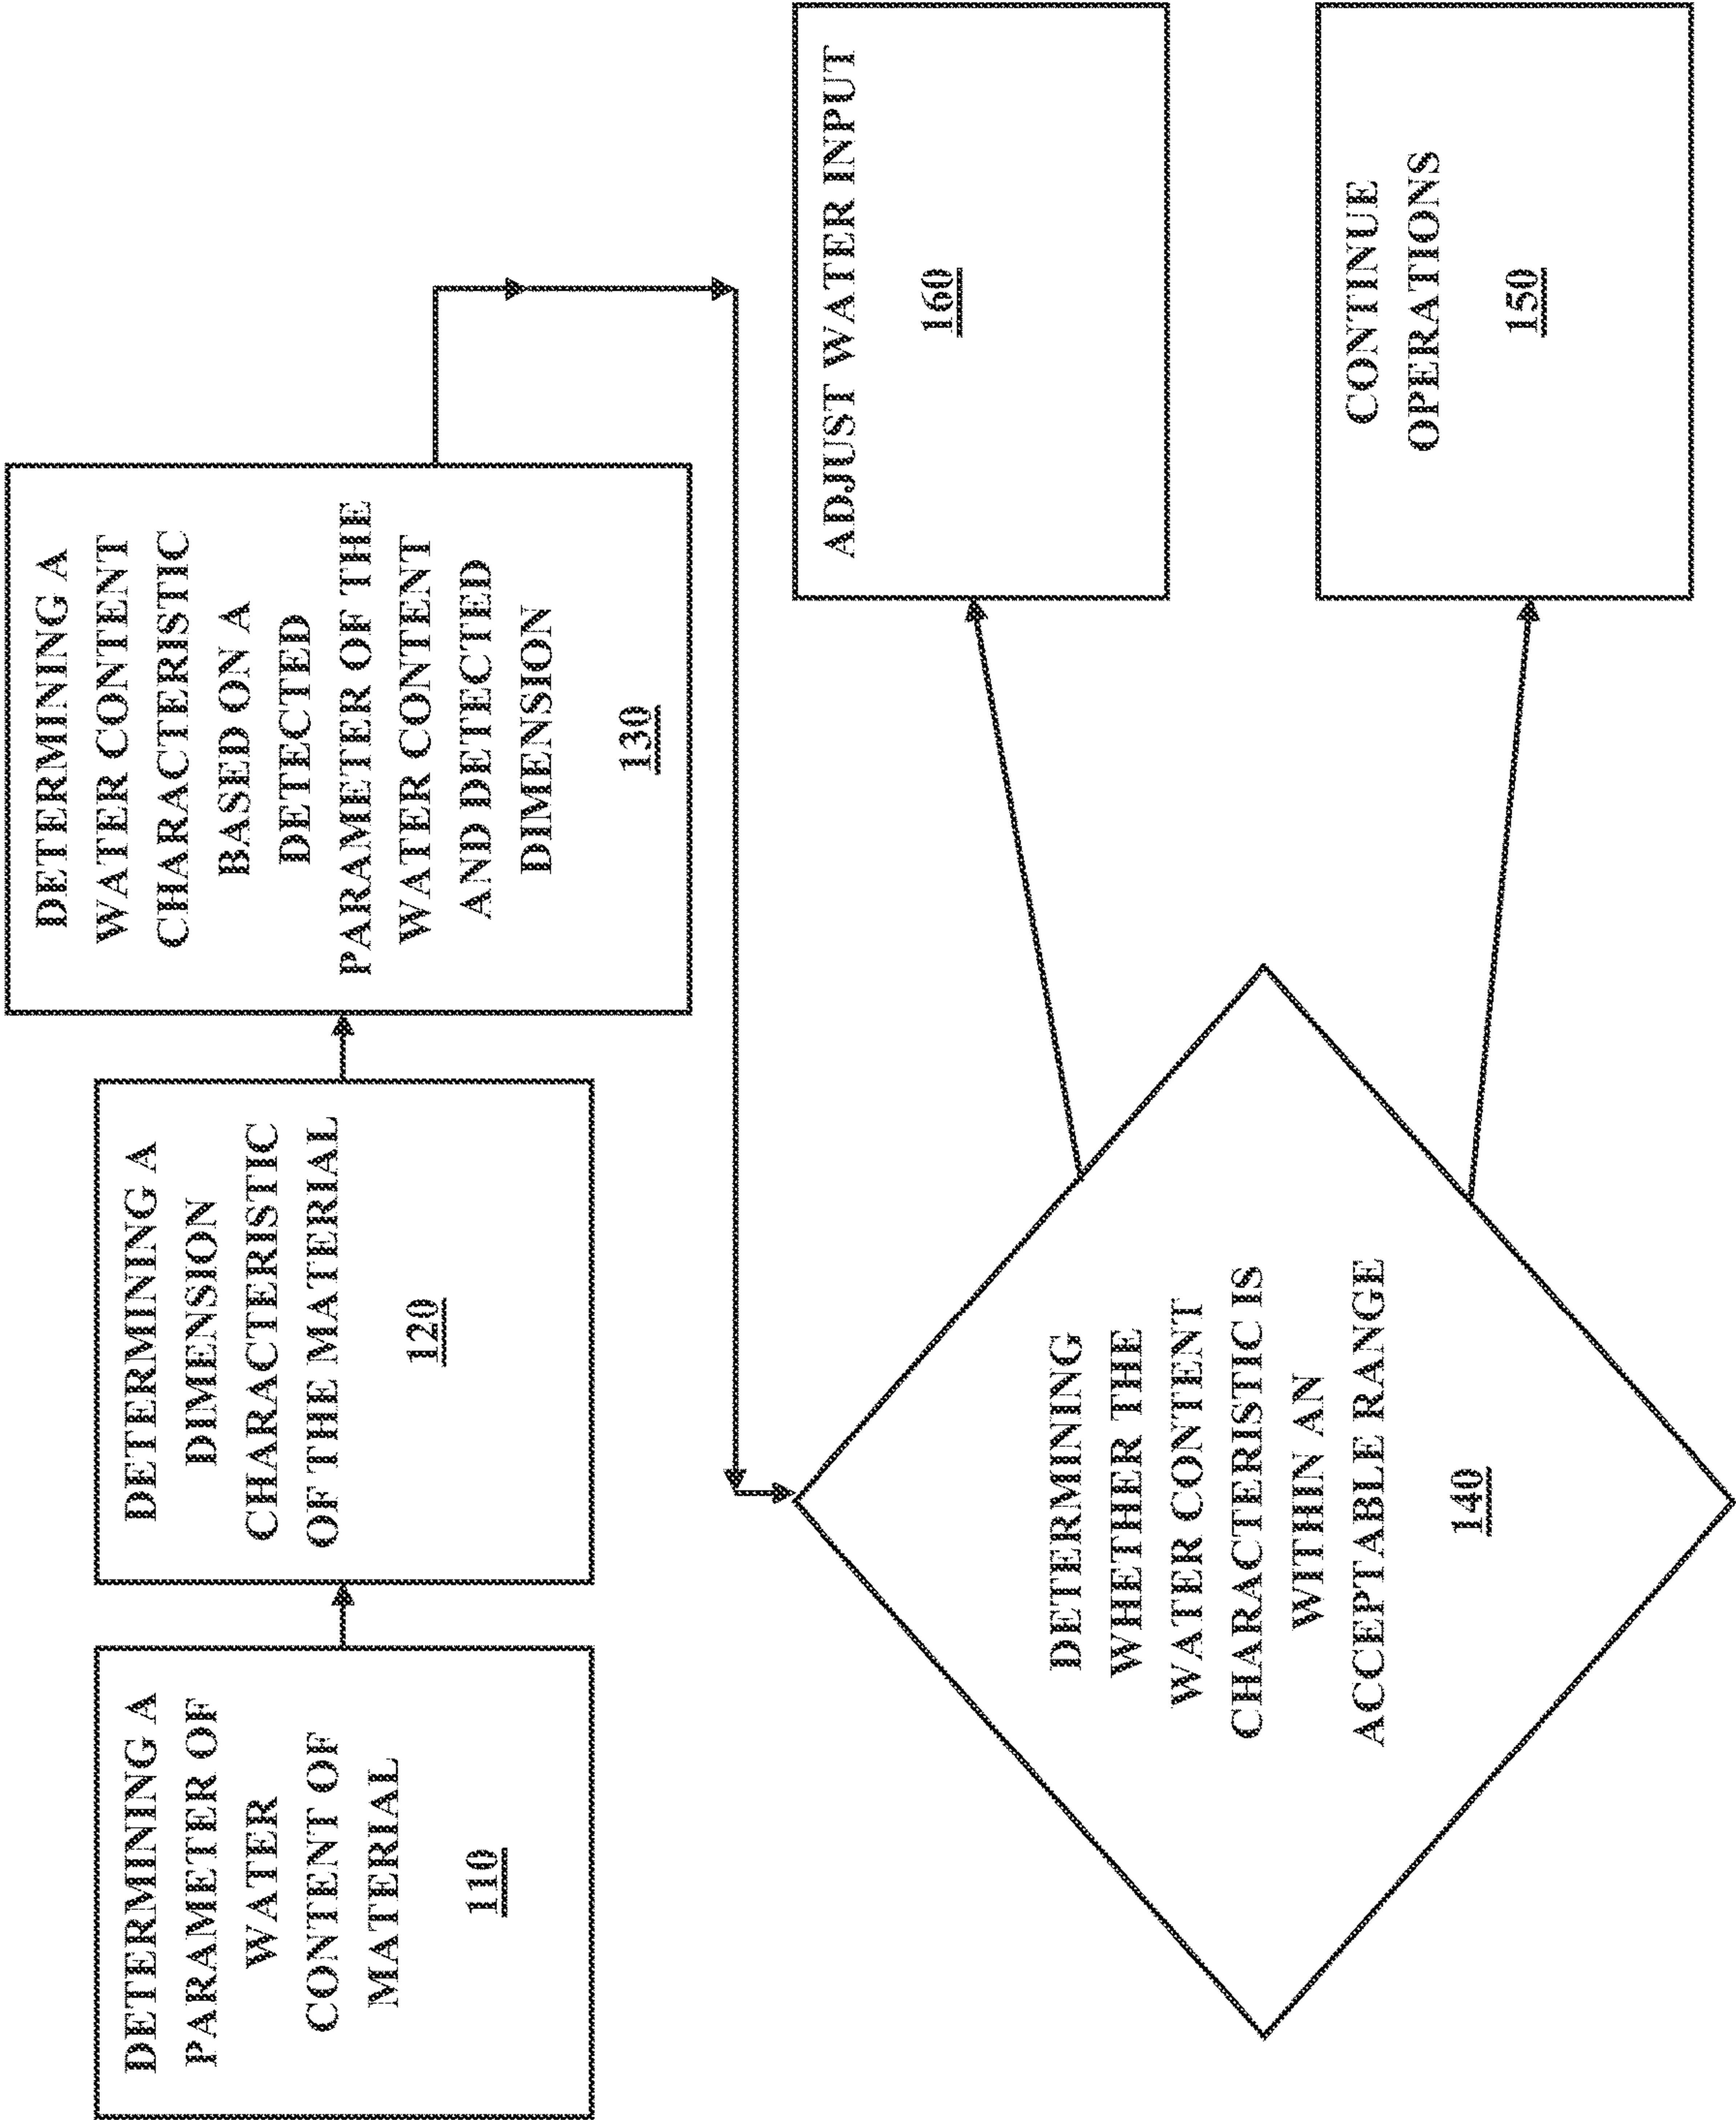 DETERMINING A
PARAMETER OF
WATER
CONTENT OF
MATERIAL
110
DETERMINING A
DIMENSION
CHARACTERISTIC
OF THE MATERIAL
120
DETERMINING A
WATER CONTENT
CHARACTERISTIC
BASED ON A
DETECTED
PARAMETER OF THE
WATER CONTENT
AND DETECTED
DIMENSION
130
DETERMINING
WHETHER THE
WATER CONTENT
CHARACTERISTIC IS
WITHIN AN
ACCEPTABLE RANGE
140
ADJUST WATER INPUT
160
CONTINUE
OPERATIONS
150